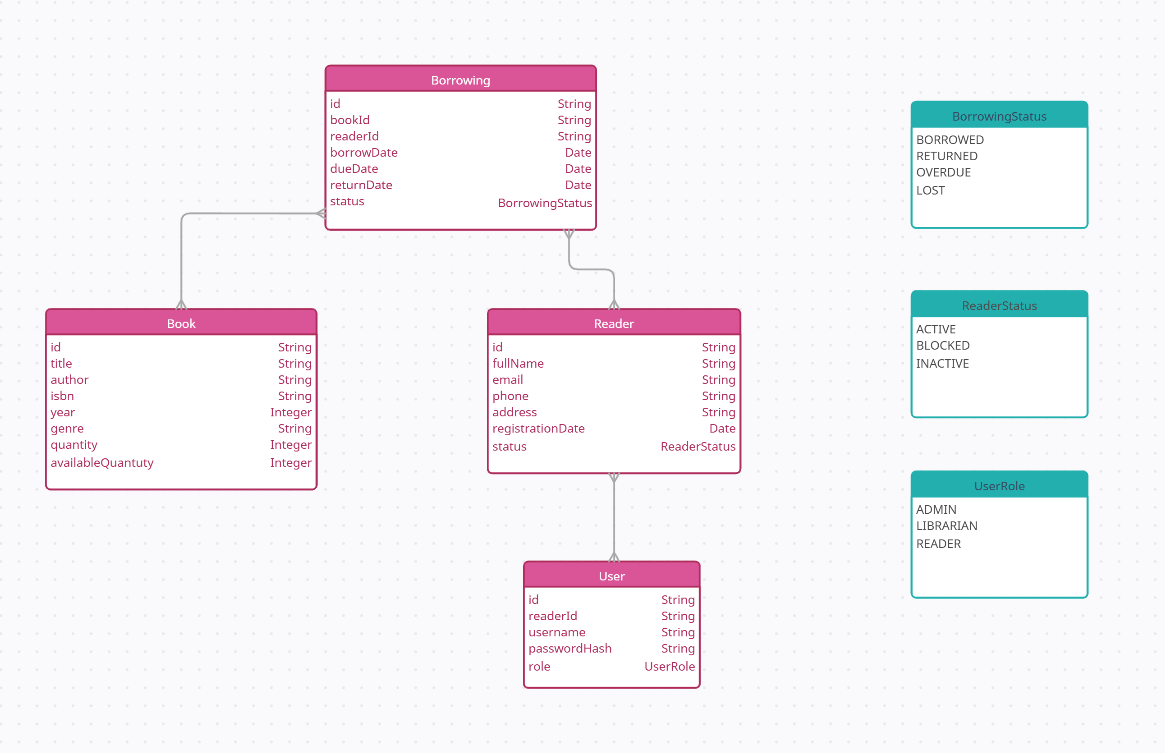 Borrowing
id String
bookId String
readerId String
borrowDate Date
dueDate Date
returnDate Date
status BorrowingStatus
BorrowingStatus
BORROWED
RETURNED
OVERDUE
LOST
Book
id String
title String
author String
isbn String
year Integer
genre String
quantity Integer
availableQuantuty Integer
Reader
id String
fullName String
email String
phone String
address String
registrationDate Date
status ReaderStatus
ReaderStatus
ACTIVE
BLOCKED
INACTIVE
User
id String
readerId String
username String
passwordHash String
role UserRole
UserRole
ADMIN
LIBRARIAN
READER